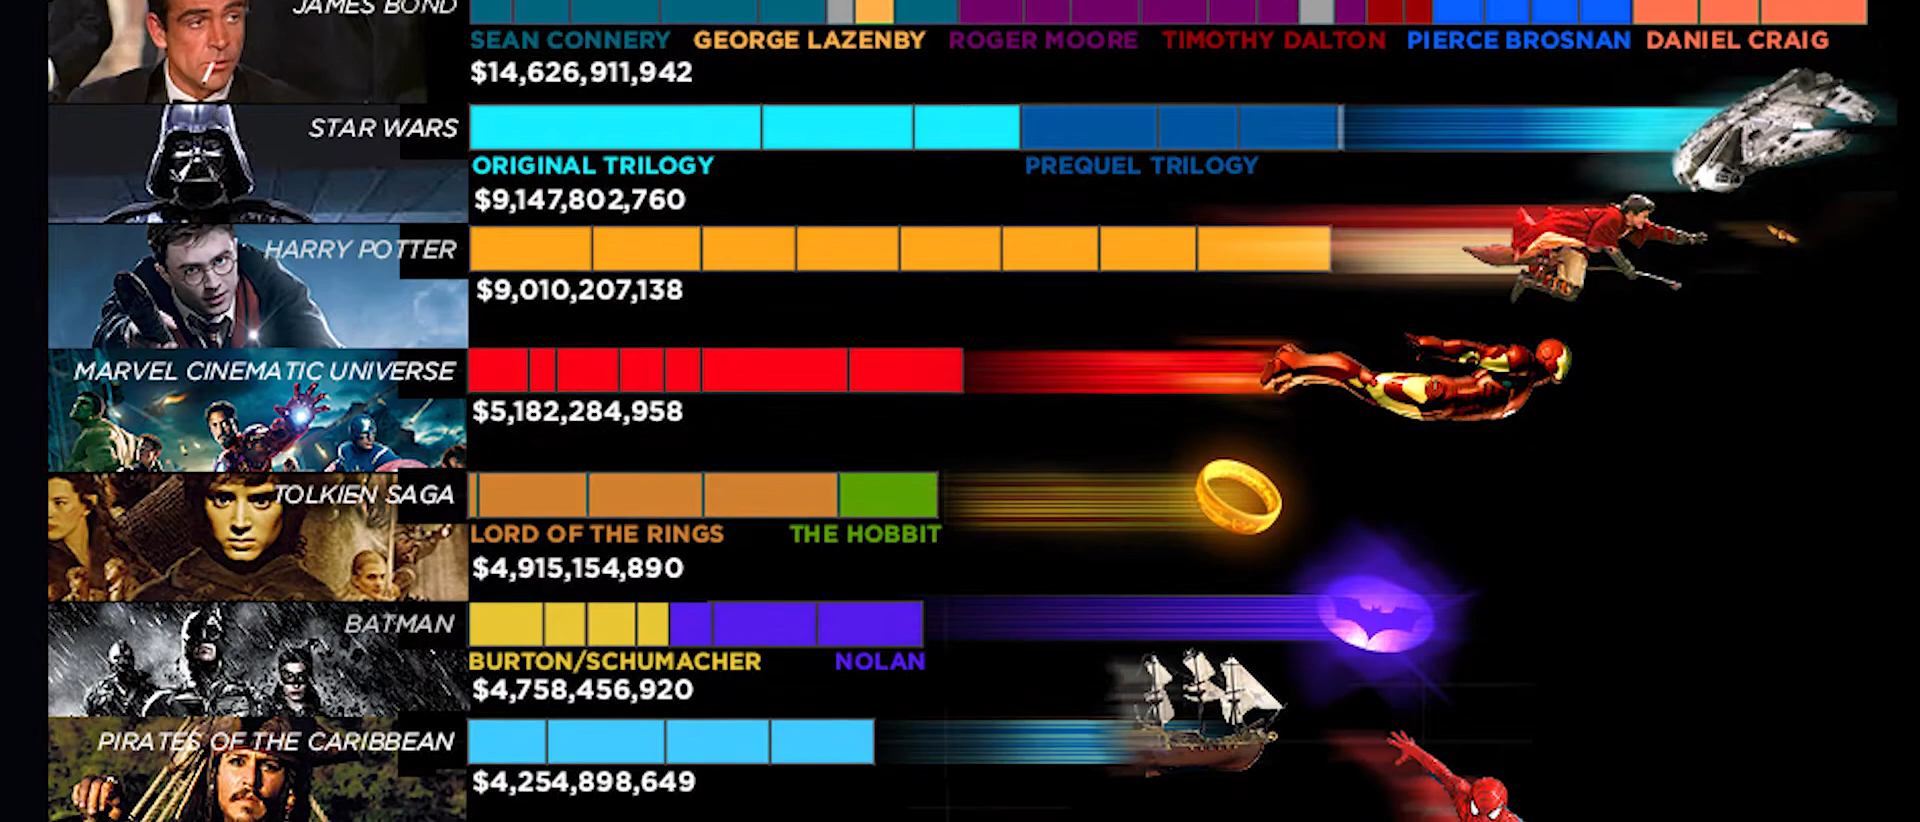 JAMES BOND
SEAN CONNERY GEORGE LAZENBY ROGER MOORE TIMOTHY DALTON PIERCE BROSNAN DANIEL CRAIG
$14,626,911,942
STAR WARS
ORIGINAL TRILOGY PREQUEL TRILOGY
$9,147,802,760
HARRY POTTER
$9,010,207,138
MARVEL CINEMATIC UNIVERSE
$5,182,284,958
TOLKIEN SAGA
LORD OF THE RINGS THE HOBBIT
$4,915,154,890
BATMAN
BURTON/SCHUMACHER NOLAN
$4,758,456,920
PIRATES OF THE CARIBBEAN
$4,254,898,649